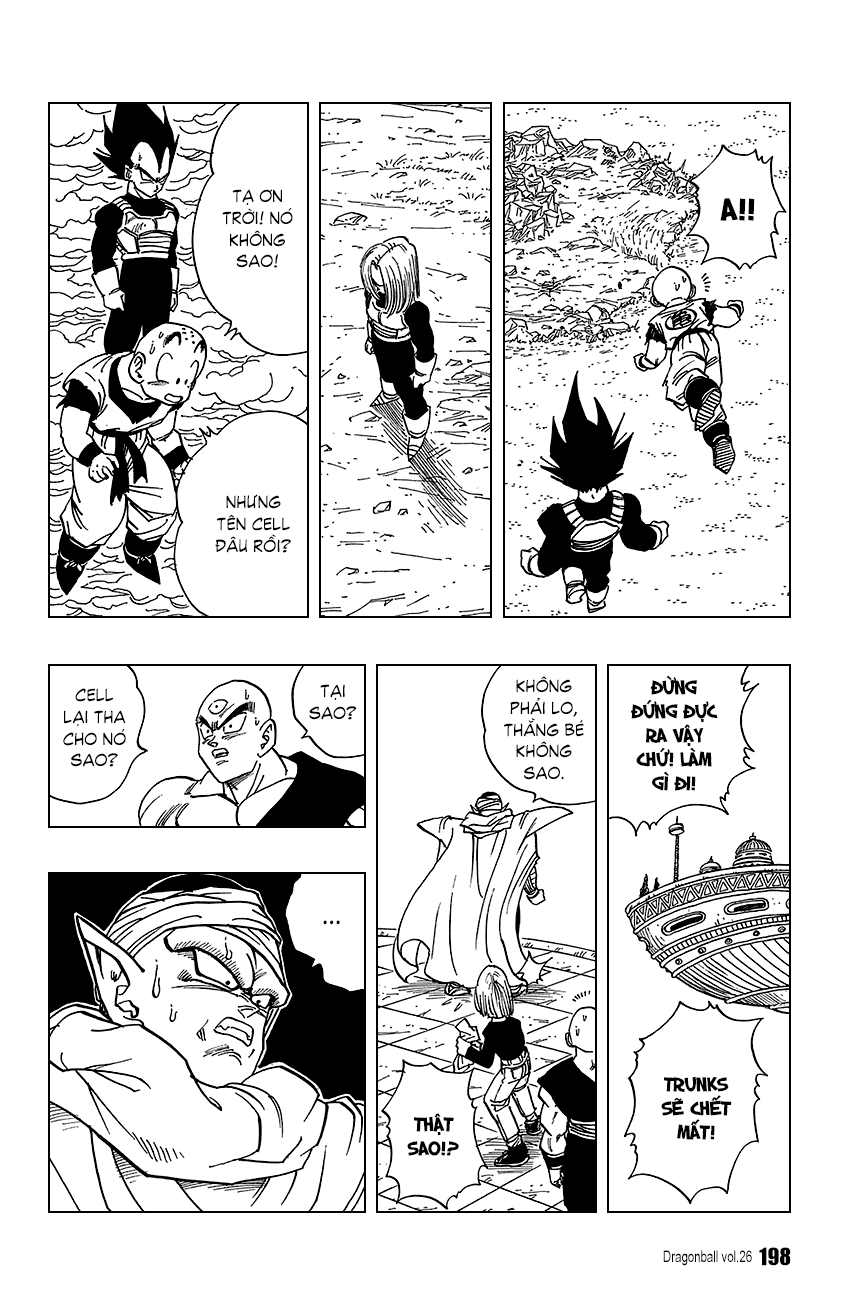 A!!
TẠ ƠN
TRỜI! NÓ
KHÔNG
SAO!
NHƯNG
TÊN CELL
ĐÂU RỒI?
ĐỪNG
ĐỨNG ĐỰC
RA VẬY
CHỨ! LÀM
GÌ ĐI!
TRUNKS
SẼ CHẾT
MẤT!
KHÔNG
PHẢI LO,
THẰNG BÉ
KHÔNG
SAO.
THẬT
SAO!?
TẠI
SAO?
CELL
LẠI THA
CHO NÓ
SAO?
...
Dragonball vol.26 198